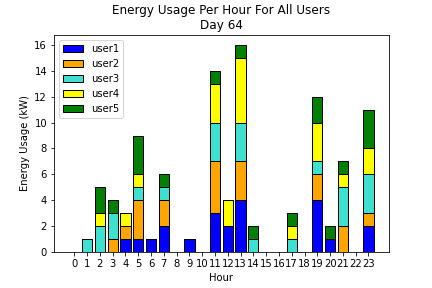 Energy Usage Per Hour For All Users
Day 64
user1
user2
user3
user4
user5
Energy Usage (kW)
16
14
12
10
8
6
4
2
0
0 1 2 3 4 5 6 7 8 9 10 11 12 13 14 15 16 17 18 19 20 21 22 23
Hour